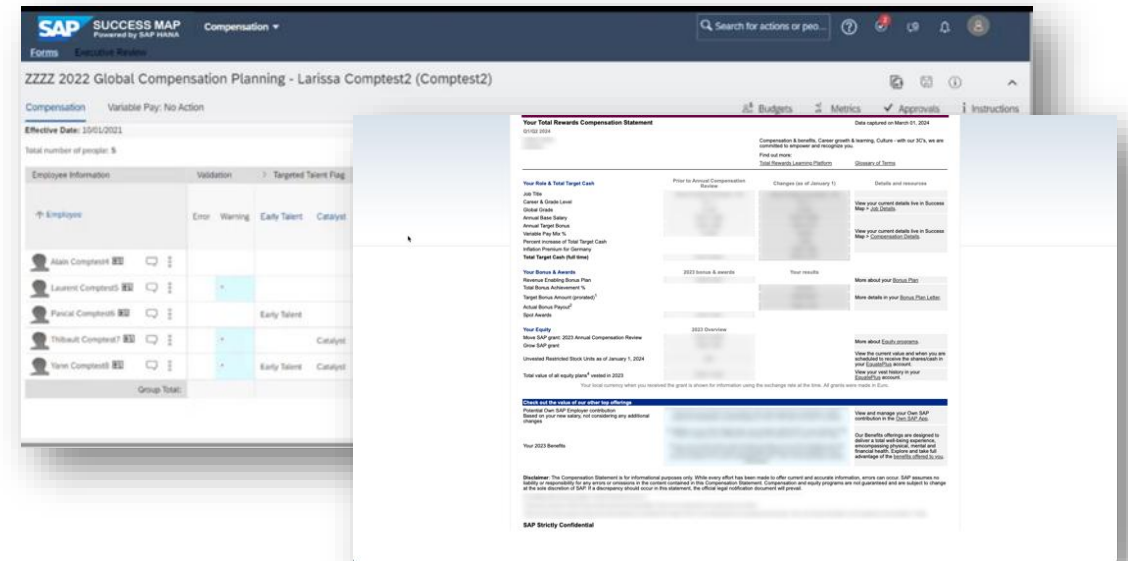 SAP SUCCESS MAP Compensation
Powered by SAP HANA
Search for actions or peo...
2
Forms Executive Review
ZZZZ 2022 Global Compensation Planning - Larissa Comptest2 (Comptest2)
Compensation Variable Pay: No Action
Budgets Metrics Approvals Instructions
Effective Date: 10/01/2021
Total number of people: 5
Employee Information Validation > Targeted Talent Flag
Employee Error Warning Early Talent Catalyst
Alain Comptest4
Laurent Comptest5 *
Pascal Comptest6 Early Talent
Thibault Comptest7 * Catalyst
Yann Comptest8 * Early Talent Catalyst
Group Total:
Your Total Rewards Compensation Statement Data captured on March 01, 2024
Compensation & benefits, Career growth & learning, Culture - with our 3C's, we are
committed to empower and recognize you.
Find out more:
Total Rewards Learning Platform Glossary of Terms
Your Role & Total Target Cash
Prior to Annual Compensation
Review
Changes (as of January 1)
Details and resources
Job Title
Career & Grade Level
Global Grade
Annual Base Salary
Annual Target Bonus
Variable Pay Mix %
Percent increase of Total Target Cash
Inflation Premium for Germany
Total Target Cash (full time)
View your current details live in Success
Map > Job Details.
View your current details live in Success
Map > Compensation Details.
Your Bonus & Awards 2023 bonus & awards Your results
Revenue Enabling Bonus Plan
Total Bonus Achievement %
Target Bonus Amount (prorated)1
Actual Bonus Payout2
Spot Awards
More about your Bonus Plan
More details in your Bonus Plan Letter.
Your Equity 2023 Overview
Move SAP grant: 2023 Annual Compensation Review
Grow SAP grant
Unvested Restricted Stock Units as of January 1, 2024
Total value of all equity plans4 vested in 2023
More about Equity programs.
View the current value and when you are
scheduled to receive the shares/cash in
your EquatePlus account.
View your vest history in your
EquatePlus account.
Your local currency when you received the grant is shown for information using the exchange rate at the time. All grants were made in Euro.
Check out the value of our other top offerings
Potential Own SAP Employer contribution
Based on your new salary, not considering any additional
changes
View and manage your Own SAP
contribution in the Own SAP App.
Your 2023 Benefits
Our Benefits offerings are designed to
deliver a total well-being experience,
encompassing physical, mental and
financial health. Explore and take full
advantage of the benefits offered to you.
Disclaimer: The Compensation Statement is for informational purposes only. While every effort has been made to offer current and accurate information, errors can occur. SAP assumes no
liability or responsibility for any errors or omissions in the content contained in this Compensation Statement. Compensation and equity programs are not guaranteed and are subject to change
at the sole discretion of SAP. If a discrepancy should occur in this statement, the official legal notification document will prevail.
SAP Strictly Confidential